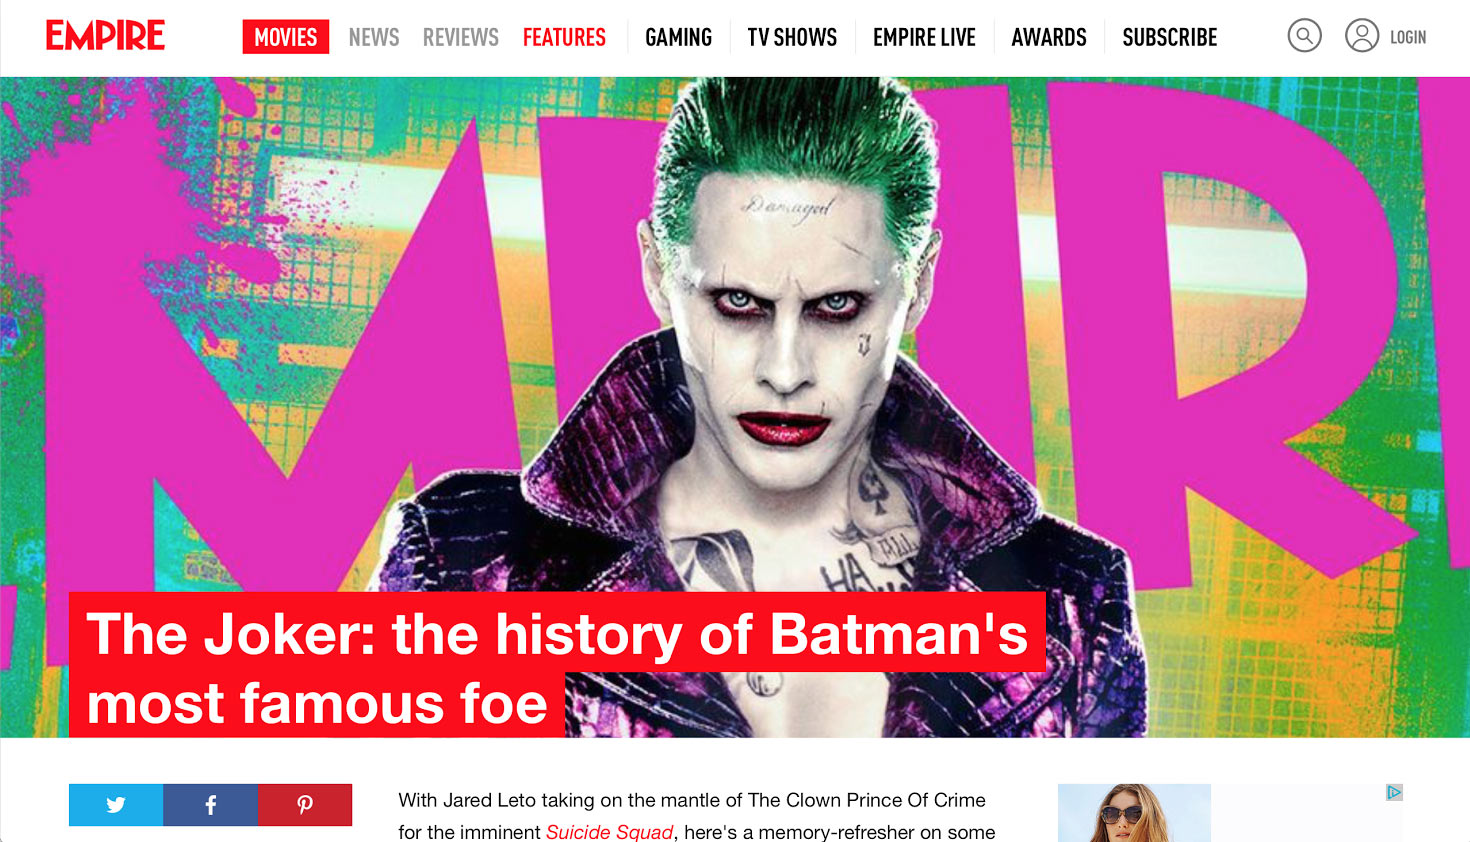 EMPIRE
MOVIES NEWS REVIEWS FEATURES GAMING TV SHOWS EMPIRE LIVE AWARDS SUBSCRIBE LOGIN
Damaged
HA
The Joker: the history of Batman's
most famous foe
With Jared Leto taking on the mantle of The Clown Prince Of Crime
for the imminent Suicide Squad, here's a memory-refresher on some